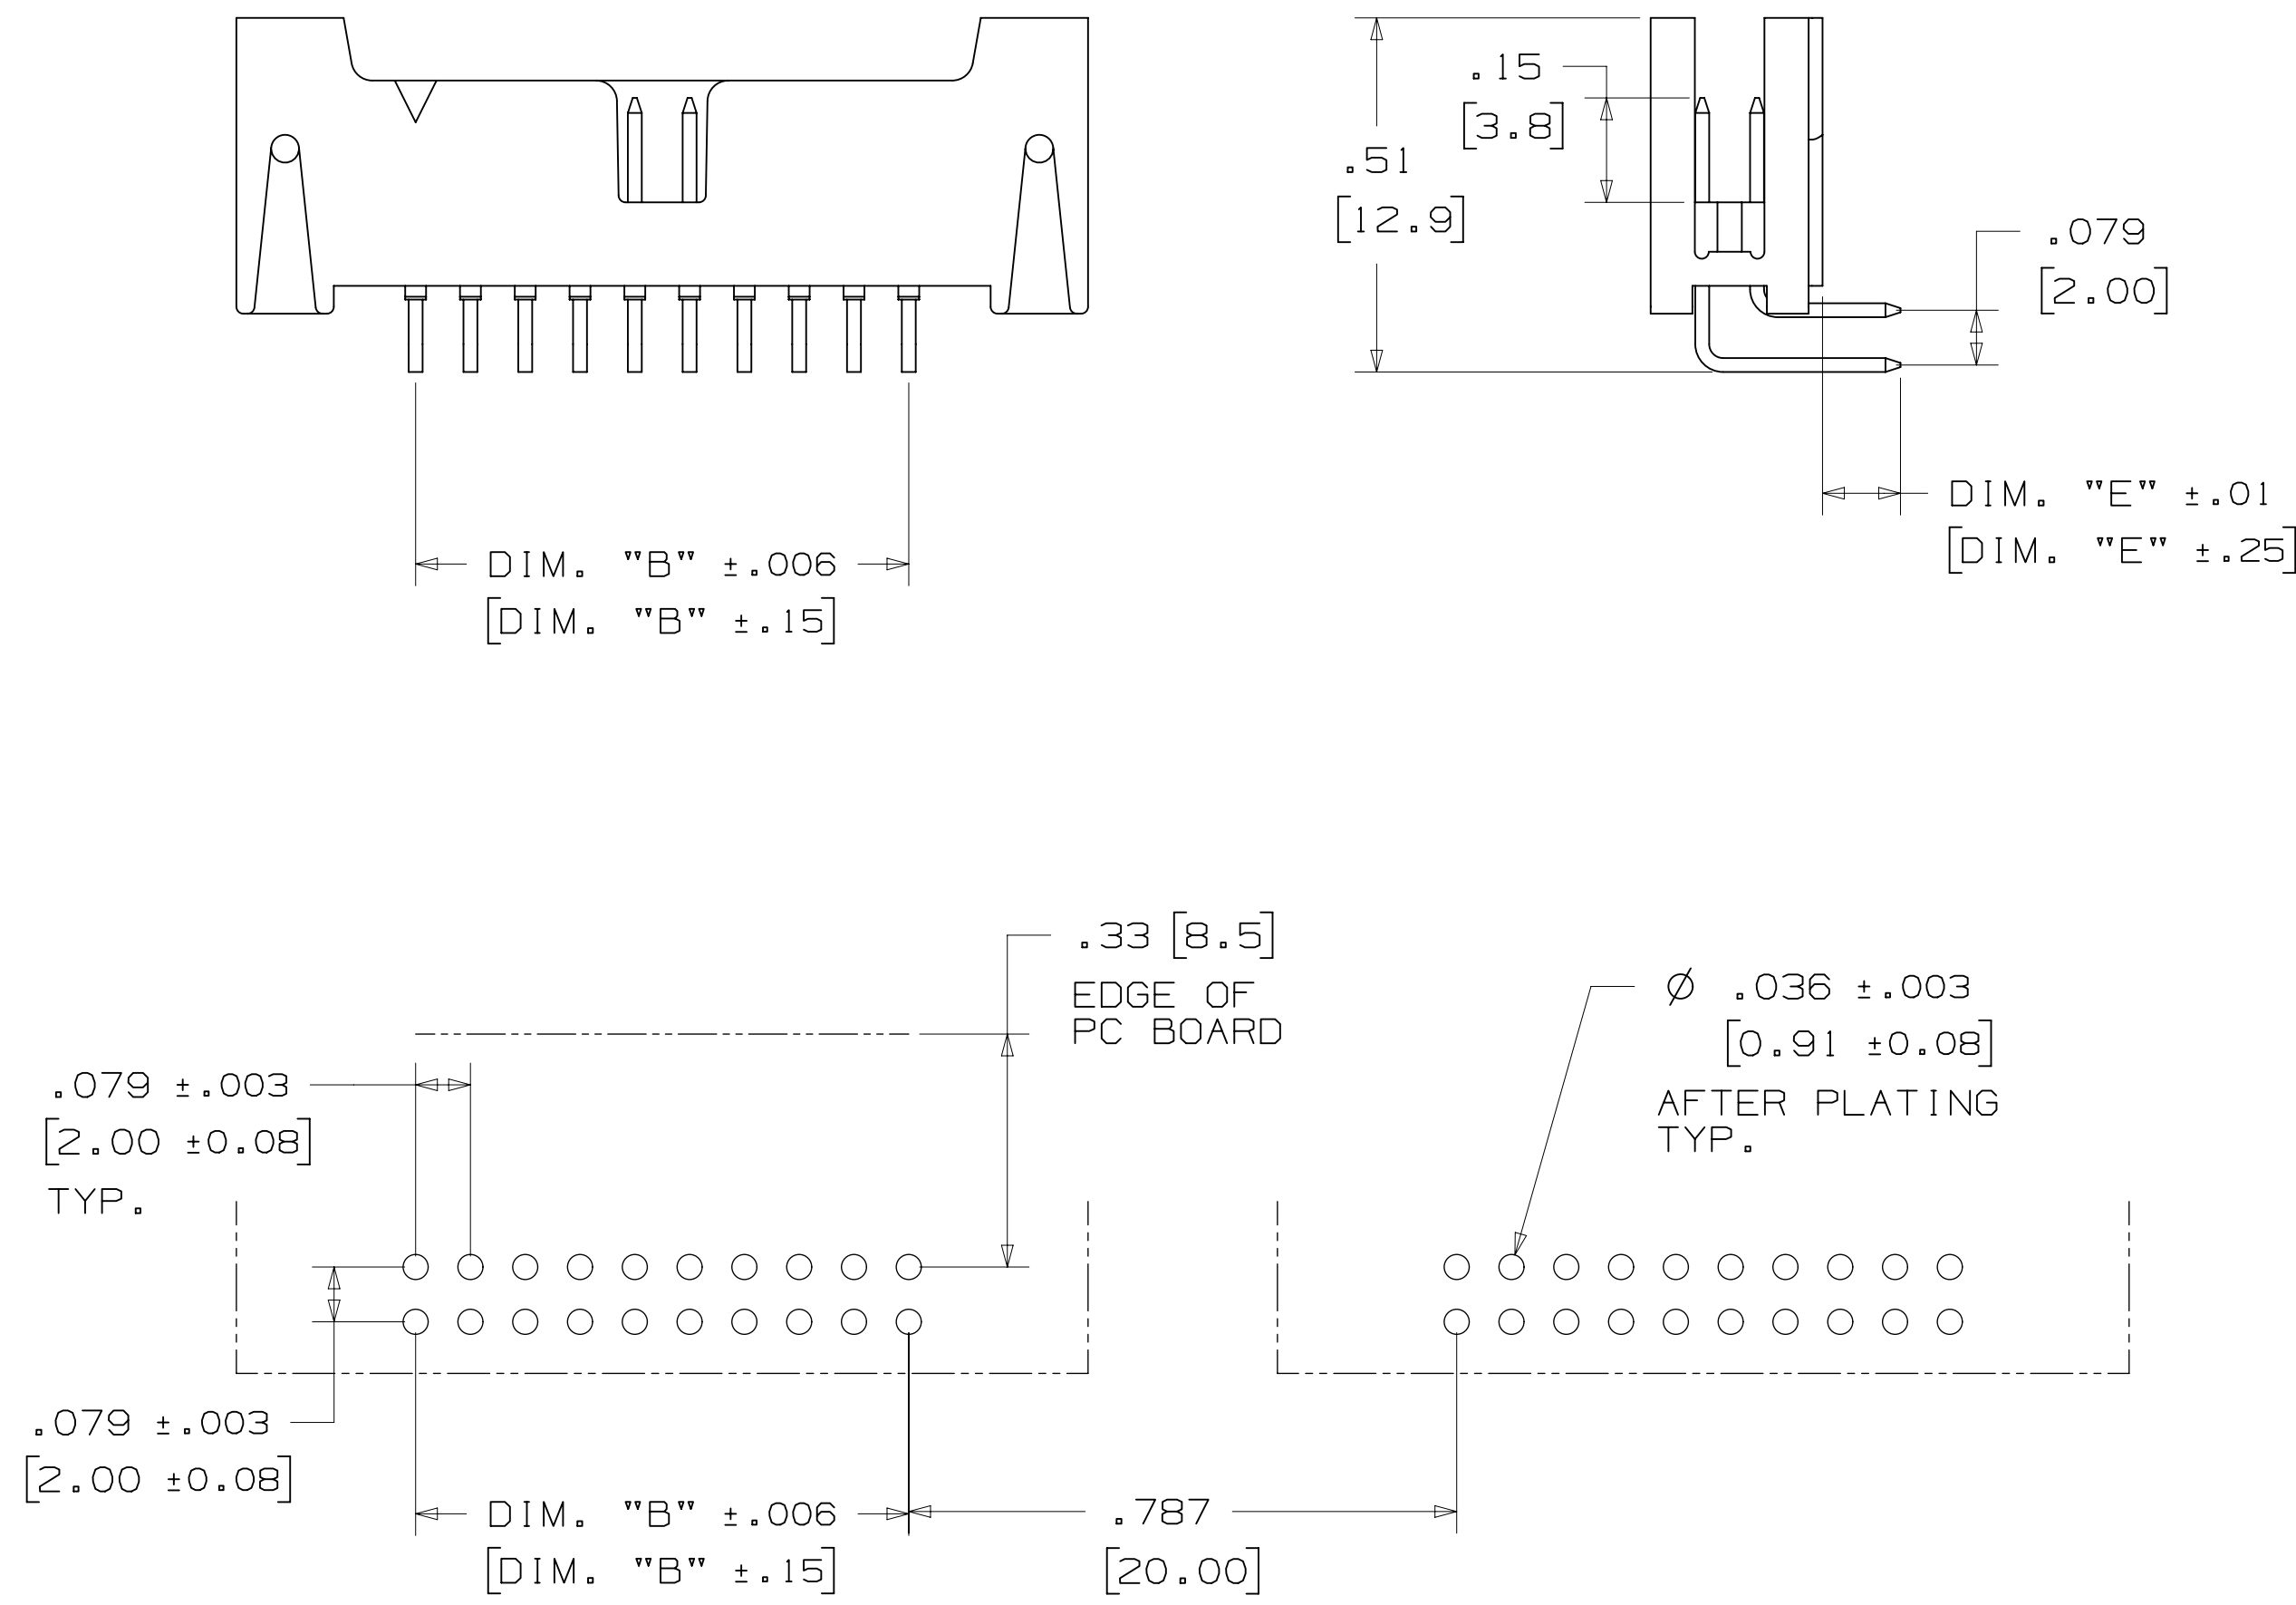 .15
[3.8]
.51
[12.9]
.079
[2.00]
DIM. "E" ±.01
[DIM. "E" ±.25]
DIM. "B" ±.006
[DIM. "B" ±.15]
.33 [8.5]
EDGE OF
PC BOARD
Ø .036 ±.003
[0.91 ±0.08]
AFTER PLATING
TYP.
.079 ±.003
[2.00 ±0.08]
TYP.
.079 ±.003
[2.00 ±0.08]
DIM. "B" ±.006
[DIM. "B" ±.15]
.787
[20.00]